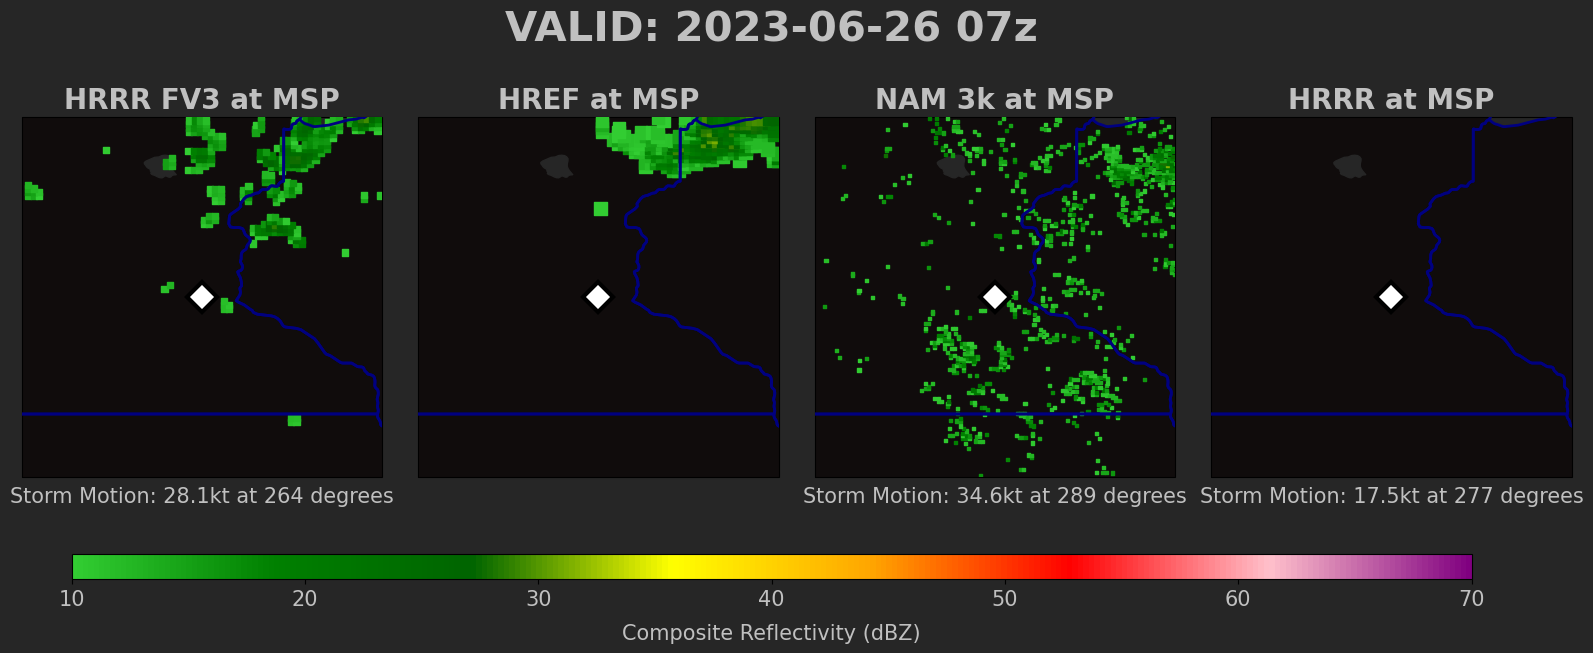 VALID: 2023-06-26 07z
HRRR FV3 at MSP
HREF at MSP
NAM 3k at MSP
HRRR at MSP
Storm Motion: 28.1kt at 264 degrees
Storm Motion: 34.6kt at 289 degrees
Storm Motion: 17.5kt at 277 degrees
10 20 30 40 50 60 70
Composite Reflectivity (dBZ)